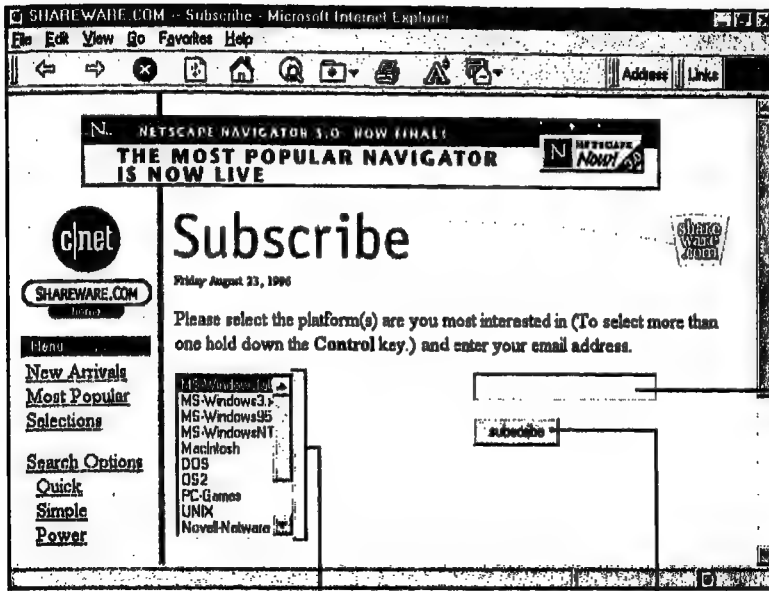 SHAREWARE.COM -- Subscribe - Microsoft Internet Explorer
File Edit View Go Favorites Help
Address Links
N NETSCAPE NAVIGATOR 3.0 NOW FINAL!
THE MOST POPULAR NAVIGATOR
IS NOW LIVE
N NETSCAPE
Now! 3.0
c|net
SHAREWARE.COM
home
Subscribe
share
ware
.com
Friday August 23, 1996
Please select the platform(s) are you most interested in (To select more than
one hold down the Control key.) and enter your email address.
Menu
New Arrivals
Most Popular
Selections
Search Options
Quick
Simple
Power
MS-Windows3.x
MS-Windows95
MS-WindowsNT
Macintosh
DOS
OS2
PC-Games
UNIX
Novell-Netware
subscribe